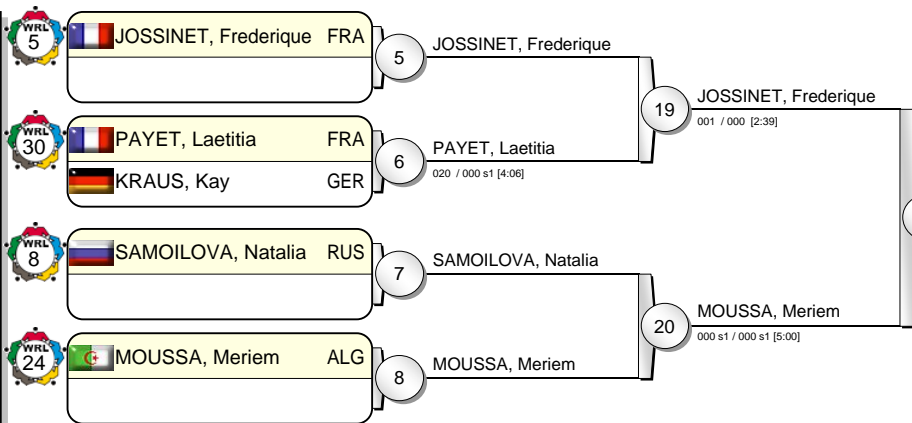 WRL
5
JOSSINET, Frederique FRA
5
JOSSINET, Frederique
WRL
30
PAYET, Laetitia FRA
KRAUS, Kay GER
6
PAYET, Laetitia
020 / 000 s1 [4:06]
19
JOSSINET, Frederique
001 / 000 [2:39]
WRL
8
SAMOILOVA, Natalia RUS
7
SAMOILOVA, Natalia
WRL
24
MOUSSA, Meriem ALG
8
MOUSSA, Meriem
20
MOUSSA, Meriem
000 s1 / 000 s1 [5:00]